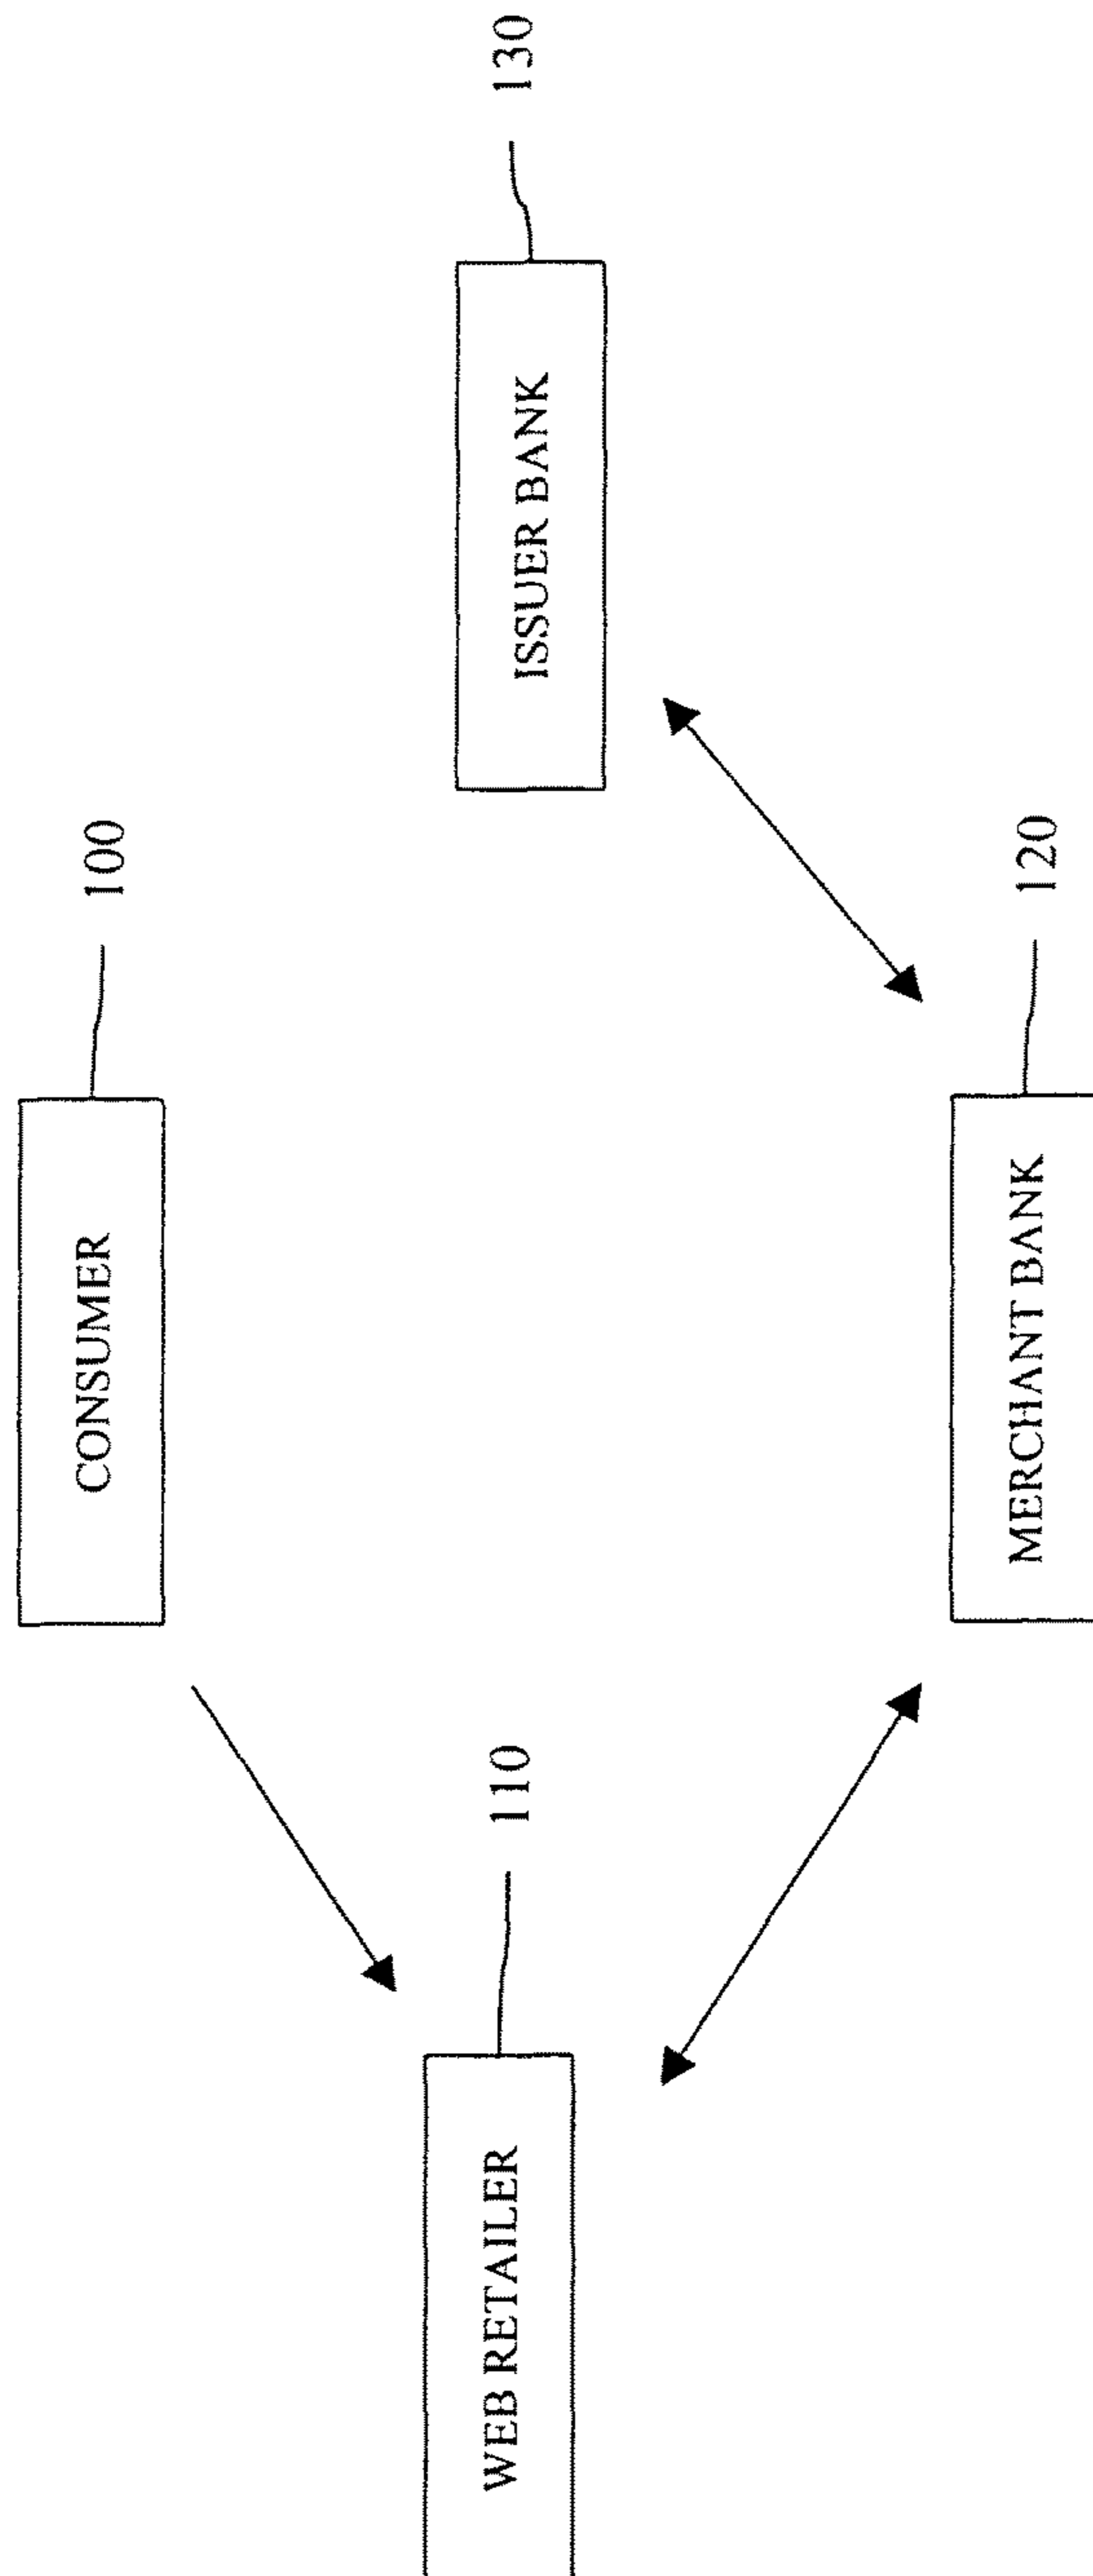 CONSUMER
100
WEB RETAILER
110
ISSUER BANK
130
MERCHANT BANK
120